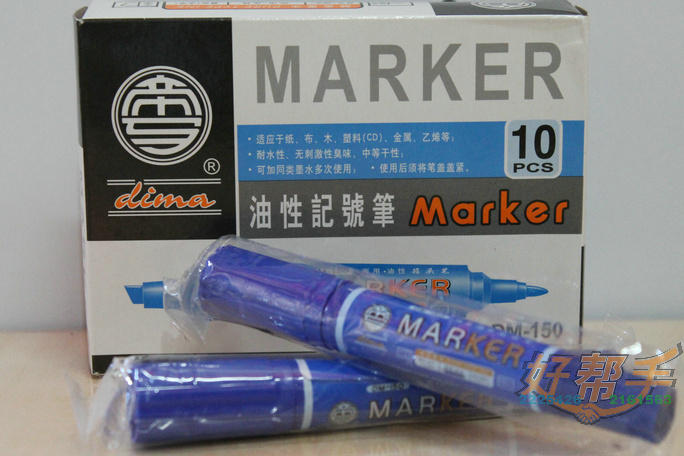 MARKER
• 适应于纸、布、木、塑料(CD)、金属、乙烯等;
• 耐水性、无刺激性臭味、中等干性;
• 可加同类墨水多次使用; • 使用后须将笔盖盖紧。
10
PCS
®
dima
油性記號筆 Marker
DM-150
MARKER
DM-150
MARKER
好帮手
2161563